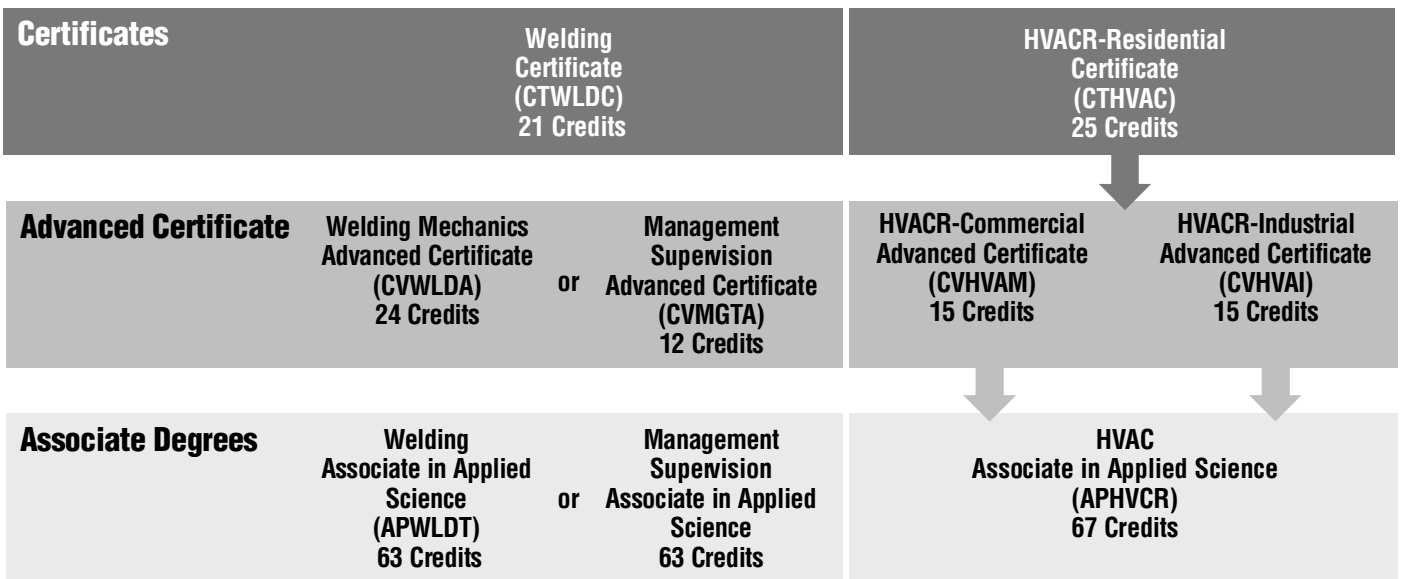 Certificates
Welding
Certificate
(CTWLDC)
21 Credits
HVACR-Residential
Certificate
(CTHVAC)
25 Credits
Advanced Certificate
Welding Mechanics
Advanced Certificate
(CVWLDA)
24 Credits
or
Management
Supervision
Advanced Certificate
(CVMGTA)
12 Credits
HVACR-Commercial
Advanced Certificate
(CVHVAM)
15 Credits
HVACR-Industrial
Advanced Certificate
(CVHVAI)
15 Credits
Associate Degrees
Welding
Associate in Applied
Science
(APWLDT)
63 Credits
or
Management
Supervision
Associate in Applied
Science
63 Credits
HVAC
Associate in Applied Science
(APHVCR)
67 Credits